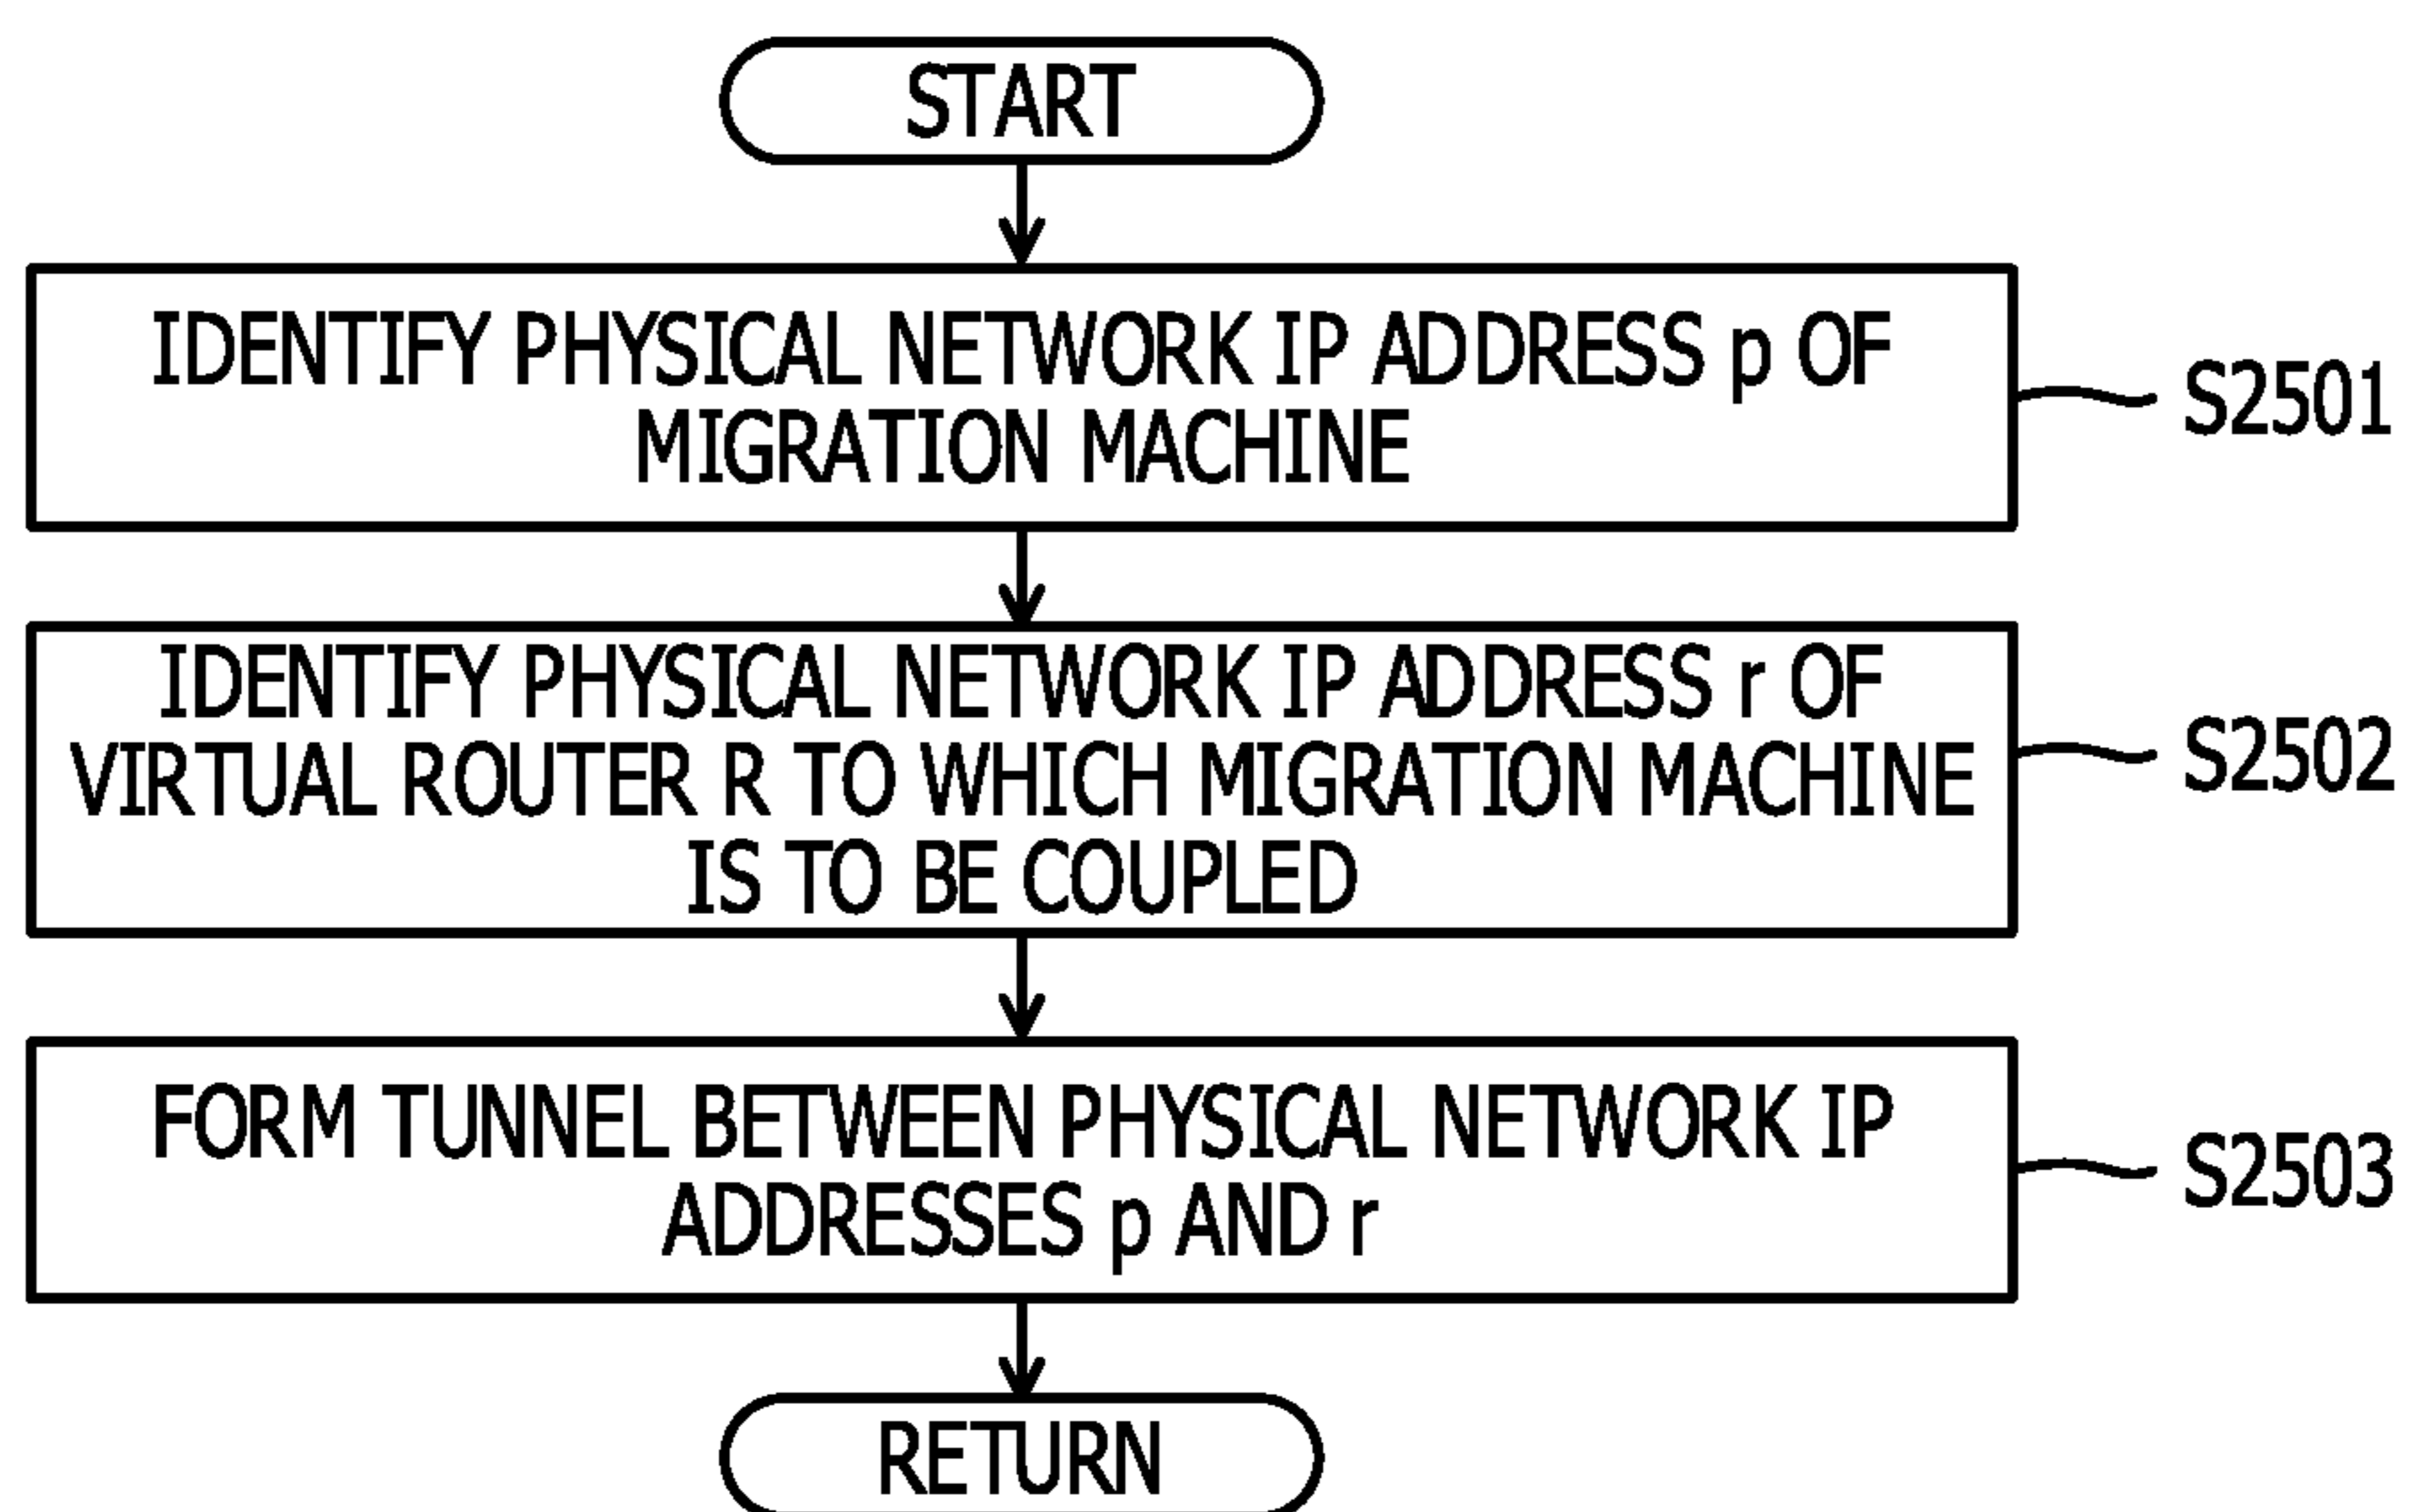 START
IDENTIFY PHYSICAL NETWORK IP ADDRESS p OF
MIGRATION MACHINE
S2501
IDENTIFY PHYSICAL NETWORK IP ADDRESS r OF
VIRTUAL ROUTER R TO WHICH MIGRATION MACHINE
IS TO BE COUPLED
S2502
FORM TUNNEL BETWEEN PHYSICAL NETWORK IP
ADDRESSES p AND r
S2503
RETURN